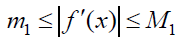 m₁ ≤ |f′(x)| ≤ M₁